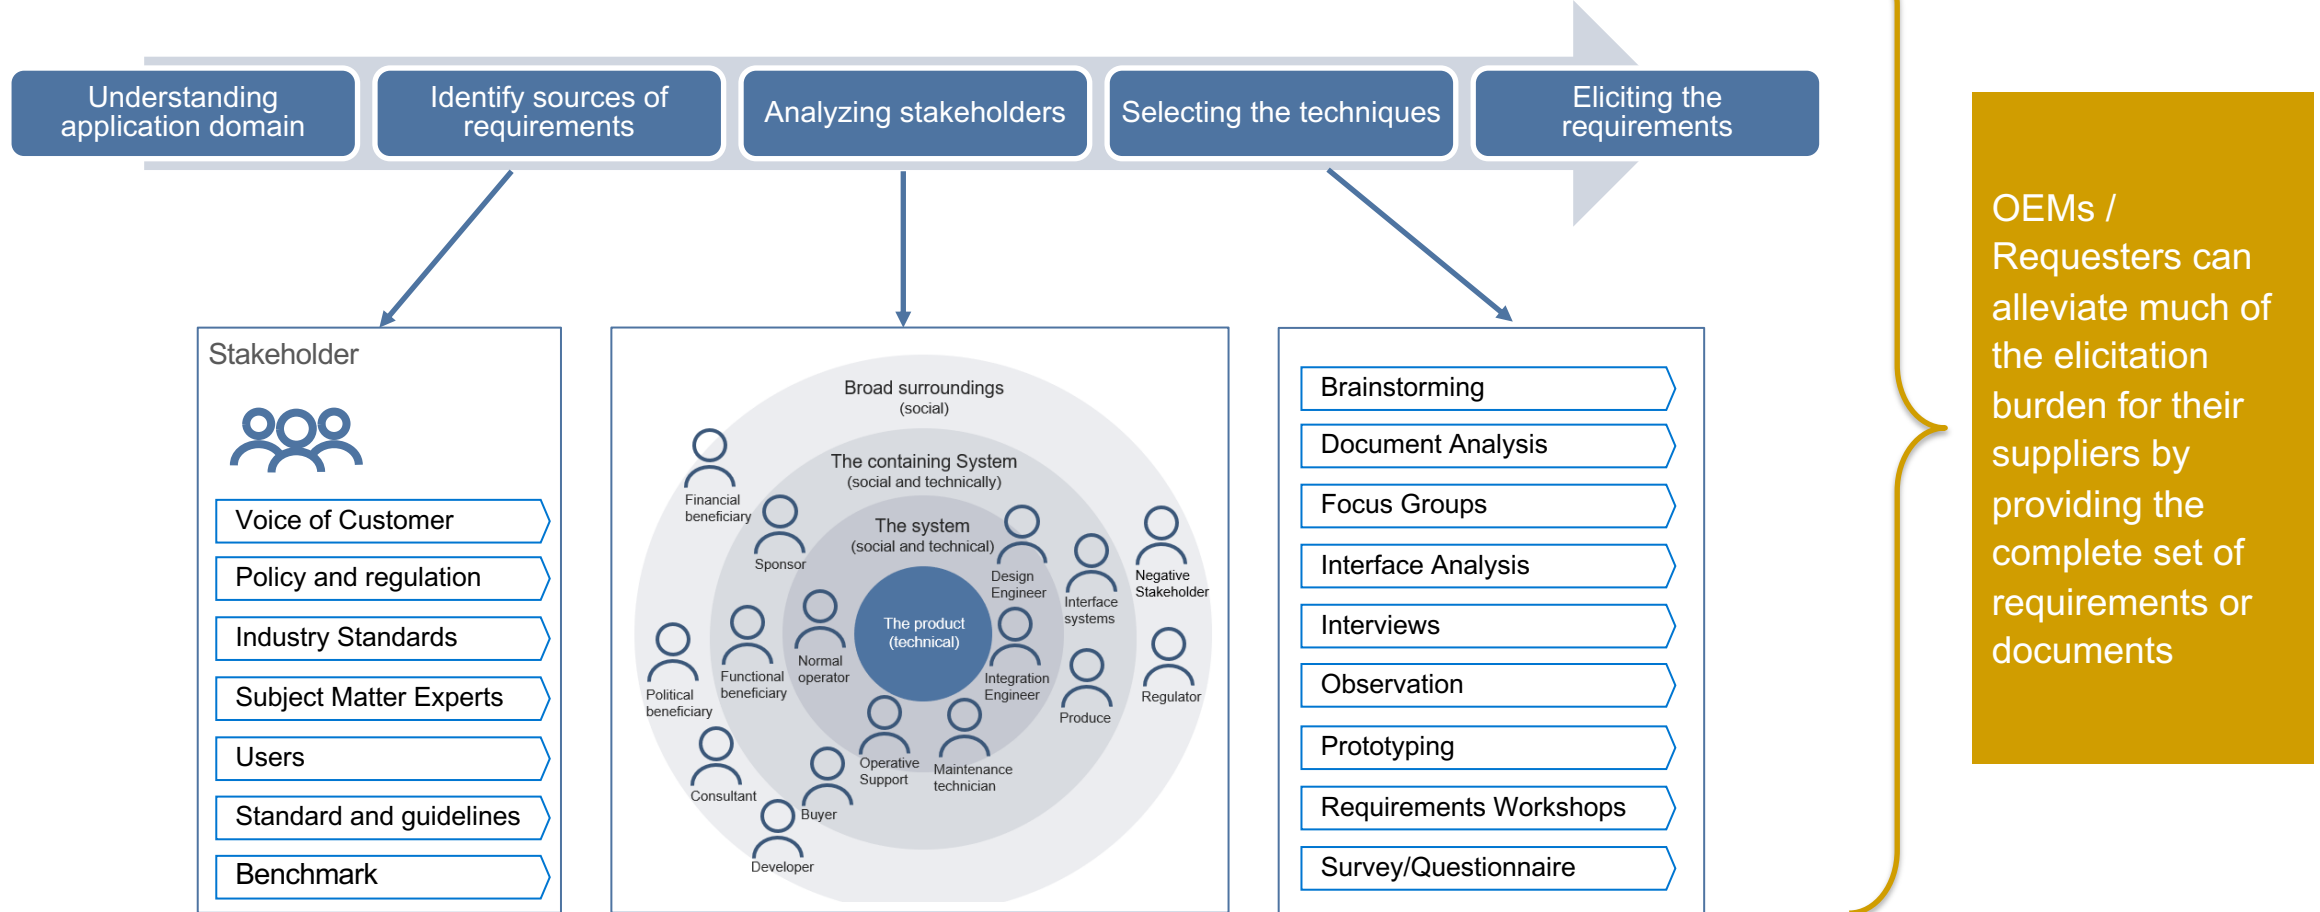 Understanding
application domain
Identify sources of
requirements
Analyzing stakeholders
Selecting the techniques
Eliciting the
requirements
Stakeholder
Voice of Customer
Policy and regulation
Industry Standards
Subject Matter Experts
Users
Standard and guidelines
Benchmark
Broad surroundings
(social)
The containing System
(social and technically)
The system
(social and technical)
The product
(technical)
Financial
beneficiary
Sponsor
Design
Engineer
Interface
systems
Negative
Stakeholder
Political
beneficiary
Functional
beneficiary
Normal
operator
Integration
Engineer
Produce
Regulator
Consultant
Developer
Buyer
Operative
Support
Maintenance
technician
Brainstorming
Document Analysis
Focus Groups
Interface Analysis
Interviews
Observation
Prototyping
Requirements Workshops
Survey/Questionnaire
OEMs /
Requesters can
alleviate much of
the elicitation
burden for their
suppliers by
providing the
complete set of
requirements or
documents